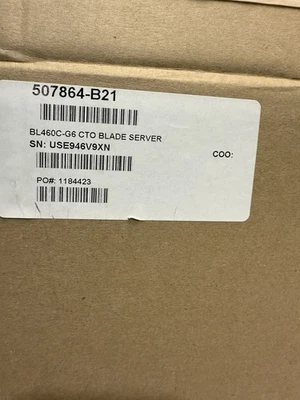 507864-B21
BL460C-G6 CTO BLADE SERVER
SN: USE946V9XN
COO:
PO#: 1184423